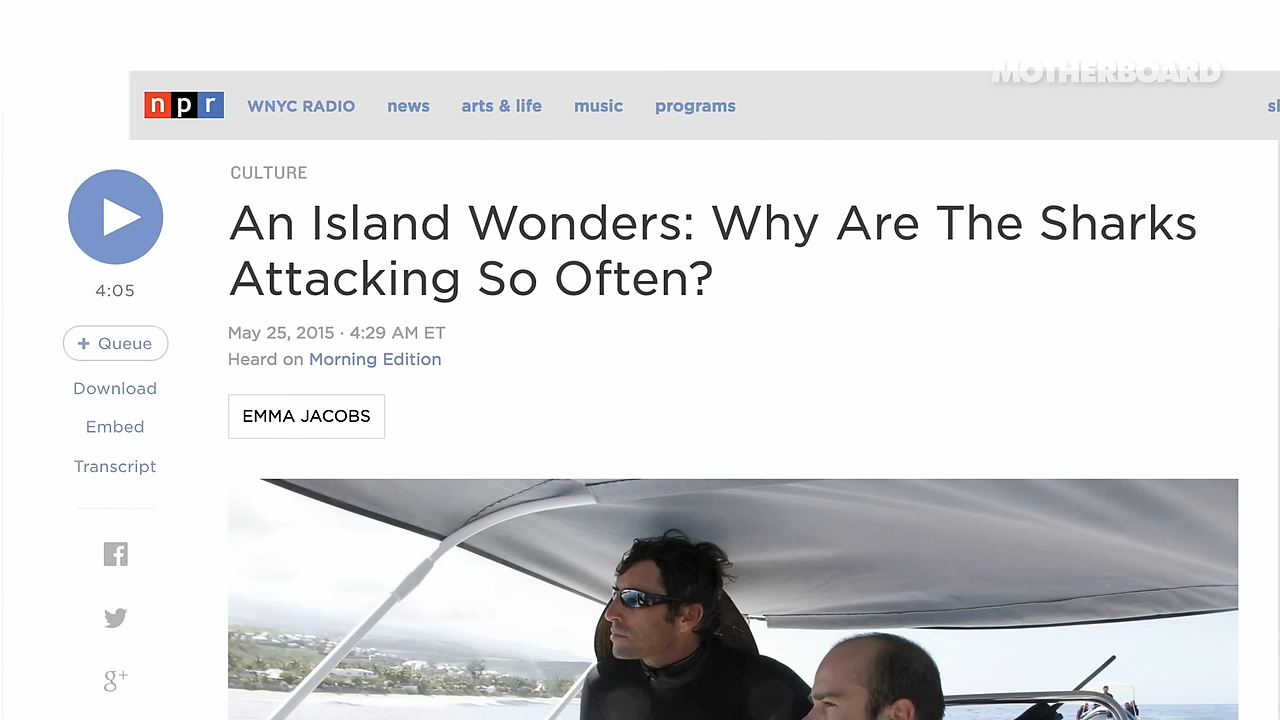 MOTHERBOARD
npr WNYC RADIO news arts & life music programs
CULTURE
An Island Wonders: Why Are The Sharks
Attacking So Often?
4:05
May 25, 2015 · 4:29 AM ET
+ Queue
Heard on Morning Edition
Download
EMMA JACOBS
Embed
Transcript
g+